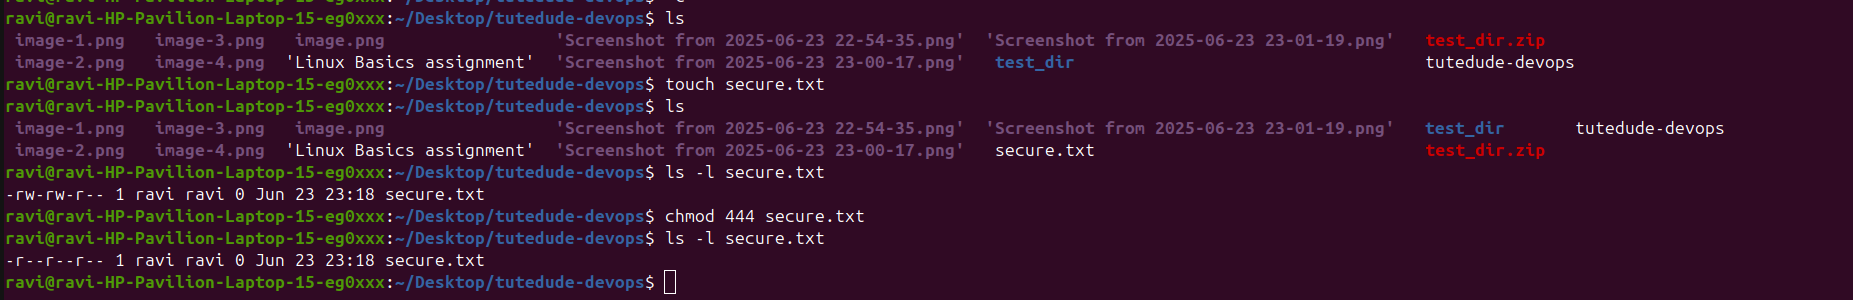 ravi@ravi-HP-Pavilion-Laptop-15-eg0xxx:~/Desktop/tutedude-devops$ ls
image-1.png image-3.png image.png 'Screenshot from 2025-06-23 22-54-35.png' 'Screenshot from 2025-06-23 23-01-19.png' test_dir.zip
image-2.png image-4.png 'Linux Basics assignment' 'Screenshot from 2025-06-23 23-00-17.png' test_dir tutedude-devops
ravi@ravi-HP-Pavilion-Laptop-15-eg0xxx:~/Desktop/tutedude-devops$ touch secure.txt
ravi@ravi-HP-Pavilion-Laptop-15-eg0xxx:~/Desktop/tutedude-devops$ ls
image-1.png image-3.png image.png 'Screenshot from 2025-06-23 22-54-35.png' 'Screenshot from 2025-06-23 23-01-19.png' test_dir tutedude-devops
image-2.png image-4.png 'Linux Basics assignment' 'Screenshot from 2025-06-23 23-00-17.png' secure.txt test_dir.zip
ravi@ravi-HP-Pavilion-Laptop-15-eg0xxx:~/Desktop/tutedude-devops$ ls -l secure.txt
-rw-rw-r-- 1 ravi ravi 0 Jun 23 23:18 secure.txt
ravi@ravi-HP-Pavilion-Laptop-15-eg0xxx:~/Desktop/tutedude-devops$ chmod 444 secure.txt
ravi@ravi-HP-Pavilion-Laptop-15-eg0xxx:~/Desktop/tutedude-devops$ ls -l secure.txt
-r--r--r-- 1 ravi ravi 0 Jun 23 23:18 secure.txt
ravi@ravi-HP-Pavilion-Laptop-15-eg0xxx:~/Desktop/tutedude-devops$